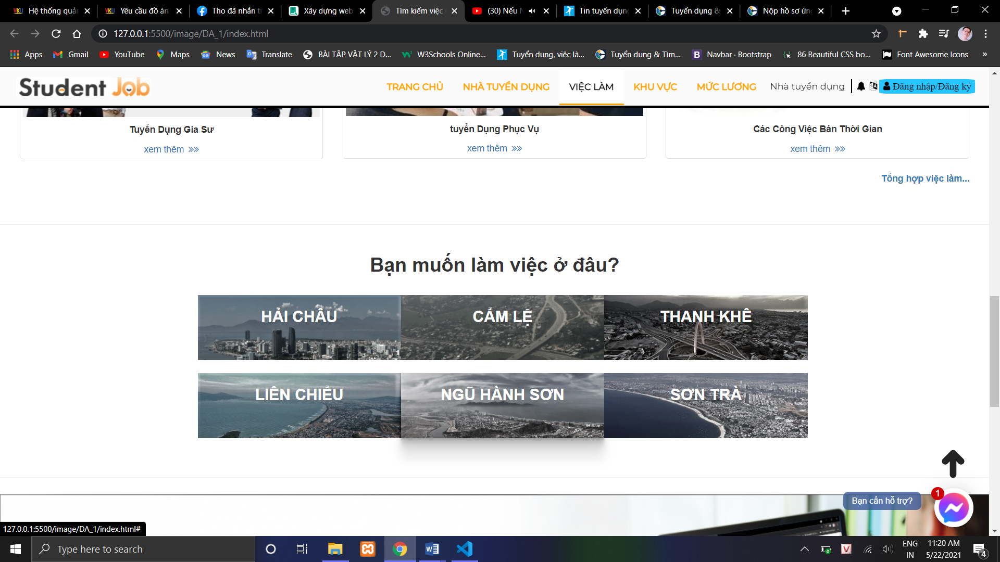 Hệ thống quản
Yêu cầu đồ án
Tho đã nhắn ti
Xây dựng web
Tìm kiếm việc
(30) Nếu N
Tin tuyển dụng
Tuyển dụng &
Nộp hồ sơ ứng
127.0.0.1:5500/image/DA_1/index.html
Apps
Gmail
YouTube
Maps
News
Translate
BÀI TẬP VẬT LÝ 2 D...
W3Schools Online...
Tuyển dụng, việc là...
Tuyển dụng & Tìm...
Navbar · Bootstrap
86 Beautiful CSS bo...
Font Awesome Icons
»
Student Job
TRANG CHỦ
NHÀ TUYỂN DỤNG
VIỆC LÀM
KHU VỰC
MỨC LƯƠNG
Nhà tuyển dụng
Đăng nhập/Đăng ký
Tuyển Dụng Gia Sư
xem thêm »
tuyển Dụng Phục Vụ
xem thêm »
Các Công Việc Bán Thời Gian
xem thêm »
Tổng hợp việc làm...
Bạn muốn làm việc ở đâu?
HẢI CHÂU
CẨM LỆ
THANH KHÊ
LIÊN CHIỂU
NGŨ HÀNH SƠN
SƠN TRÀ
Bạn cần hỗ trợ?
1
127.0.0.1:5500/image/DA_1/index.html#
Type here to search
ENG
IN
11:20 AM
5/22/2021
4